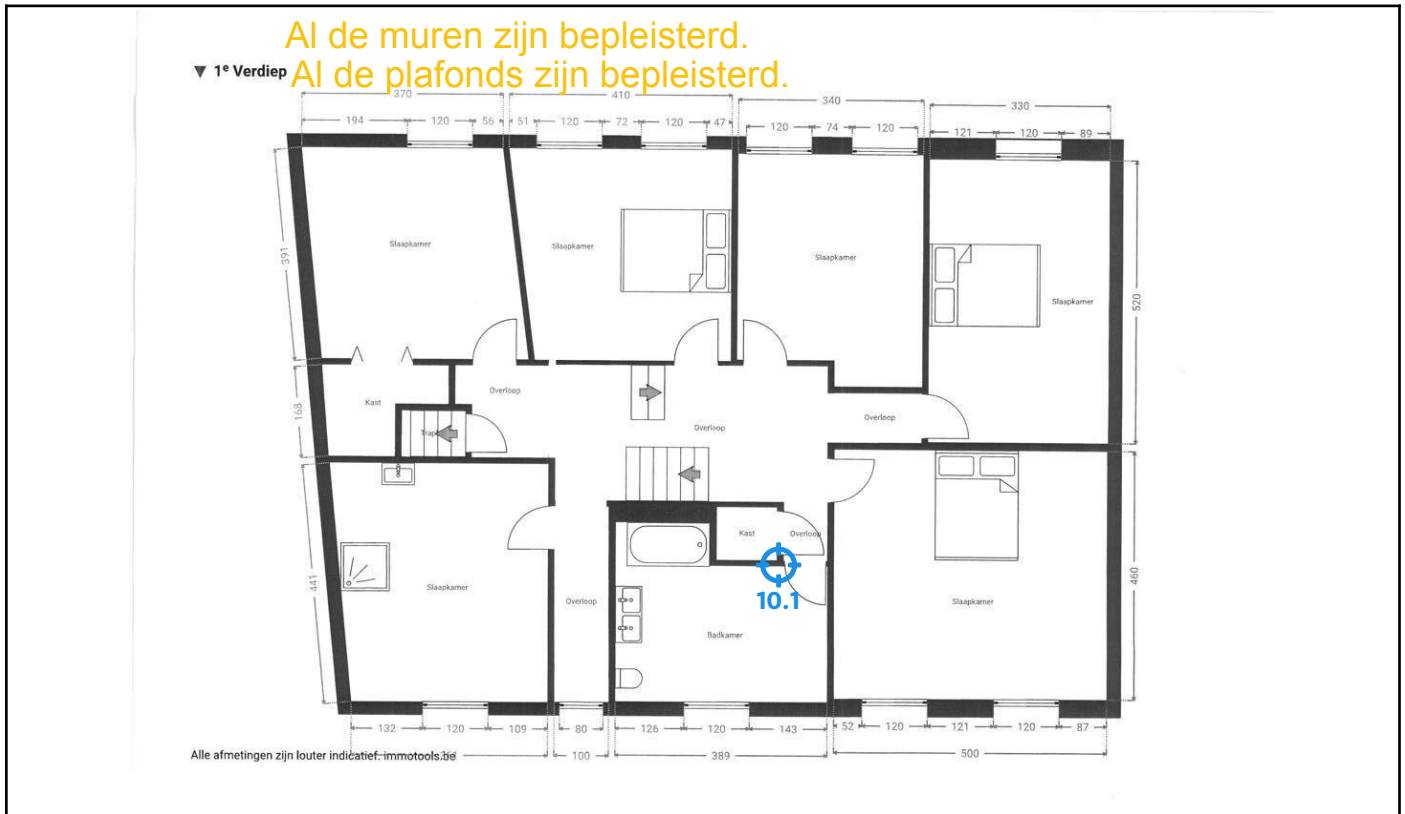 Al de muren zijn bepleisterd.
▼ 1e Verdiep Al de plafonds zijn bepleisterd.
370 410 340 330
194 120 56 51 120 72 120 47 120 74 120 121 120 89
391
Slaapkamer
Slaapkamer
Slaapkamer
Slaapkamer
520
168
Kast
Overloop
Overloop
Overloop
Trap
441
Slaapkamer
Overloop
Kast
Overloop
10.1
Badkamer
Slaapkamer
460
132 120 109 80 126 120 143 52 120 121 120 87
100 389 500
Alle afmetingen zijn louter indicatief. immotools.be